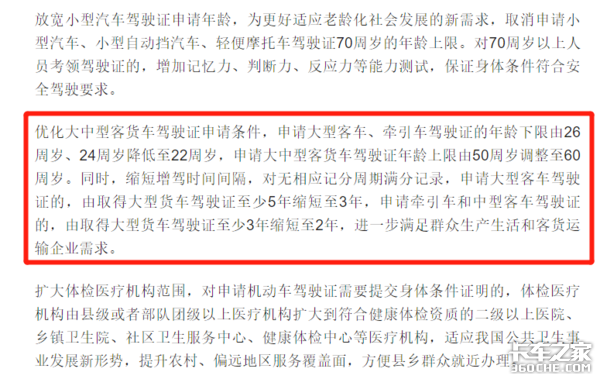 放宽小型汽车驾驶证申请年龄，为更好适应老龄化社会发展的新需求，取消申请小
型汽车、小型自动挡汽车、轻便摩托车驾驶证70周岁的年龄上限。对70周岁以上人
员考领驾驶证的，增加记忆力、判断力、反应力等能力测试，保证身体条件符合安
全驾驶要求。
优化大中型客货车驾驶证申请条件，申请大型客车、牵引车驾驶证的年龄下限由26
周岁、24周岁降低至22周岁，申请大中型客货车驾驶证年龄上限由50周岁调整至60
周岁。同时，缩短增驾时间间隔，对无相应记分周期满分记录，申请大型客车驾驶
证的，由取得大型货车驾驶证至少5年缩短至3年，申请牵引车和中型客车驾驶证
的，由取得大型货车驾驶证至少3年缩短至2年，进一步满足群众生产生活和客货运
输企业需求。
扩大体检医疗机构范围，对申请机动车驾驶证需要提交身体条件证明的，体检医疗
机构由县级或者部队团级以上医疗机构扩大到符合健康体检资质的二级以上医院、
乡镇卫生院、社区卫生服务中心、健康体检中心等医疗机构，适应我国公共卫生事
业发展新形势，提升农村、偏远地区服务覆盖面，方便县乡群众就近办理。
卡车之家
360CHE.COM